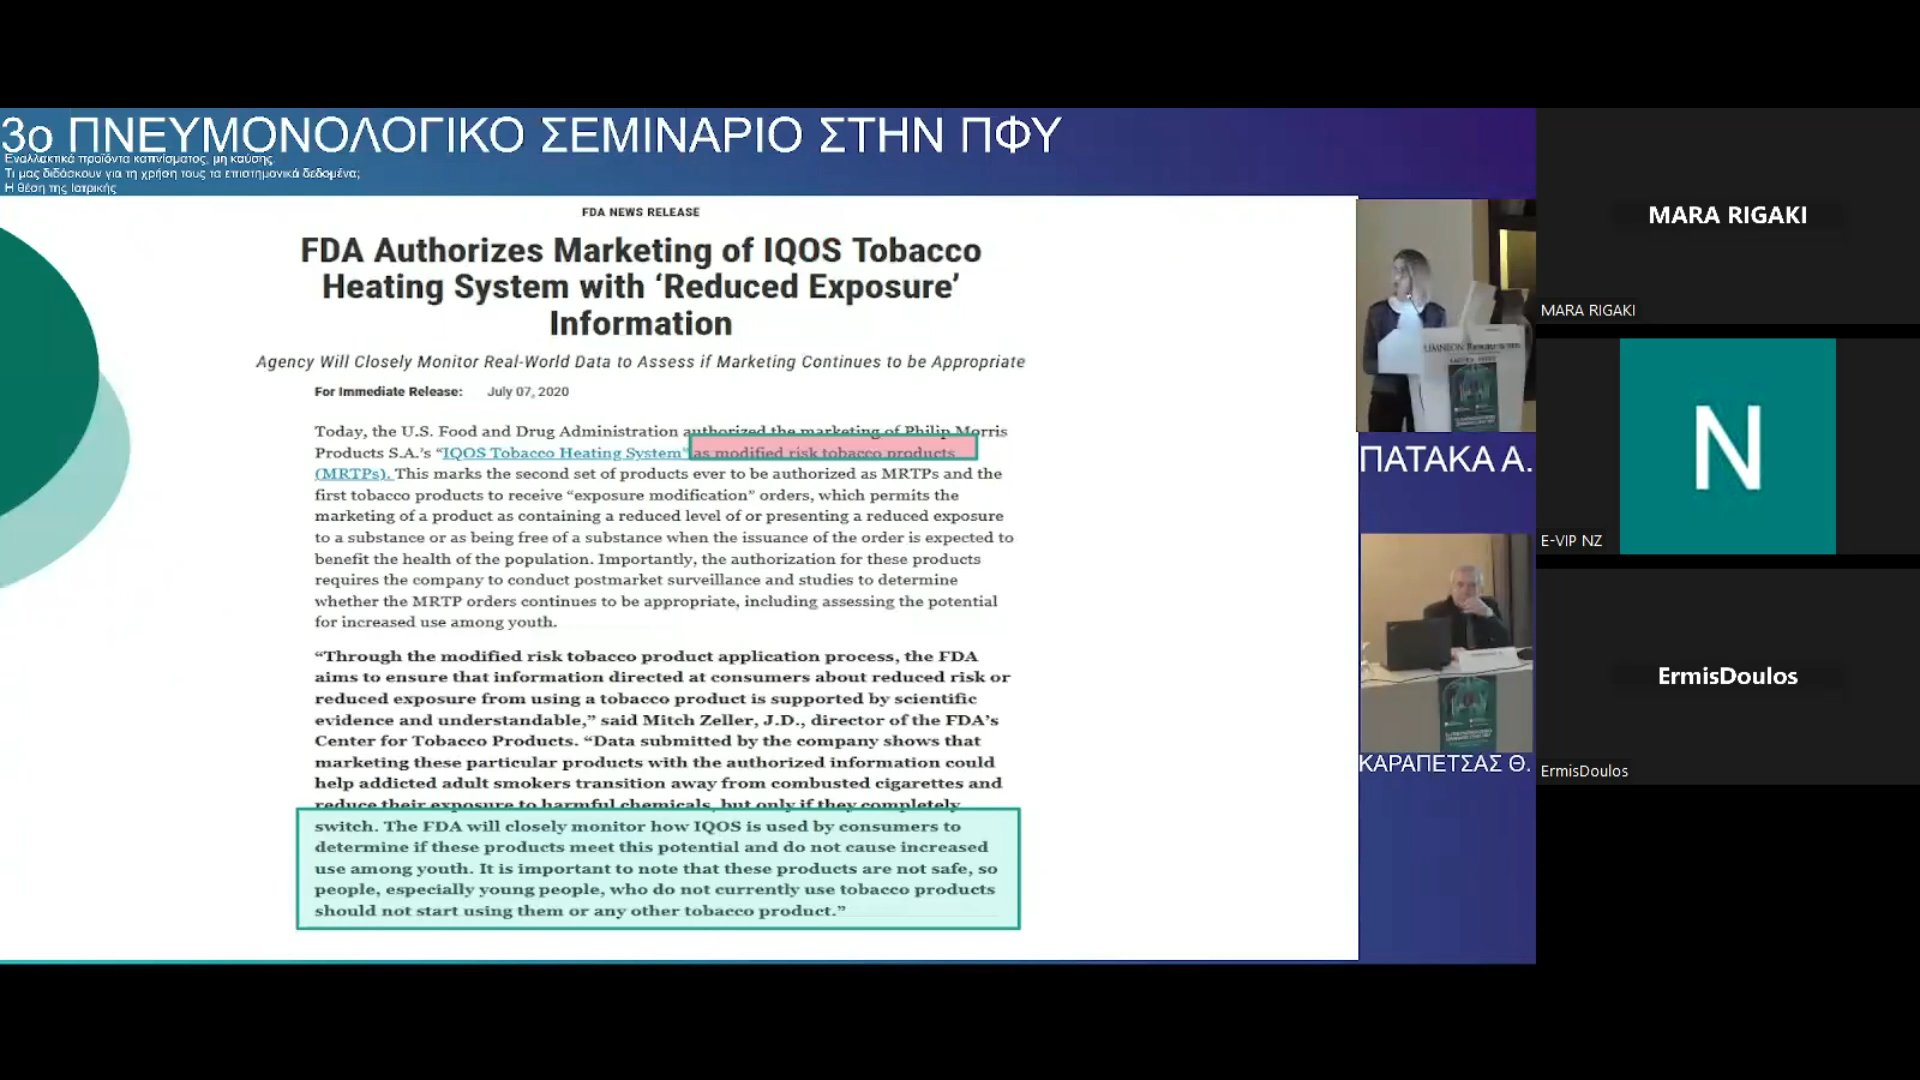 3ο ΠΝΕΥΜΟΝΟΛΟΓΙΚΟ ΣΕΜΙΝΑΡΙΟ ΣΤΗΝ ΠΦΥ
Εναλλακτικά προϊόντα καπνίσματος, μη καύσης.
Τι μας διδάσκουν για τη χρήση τους τα επιστημονικά δεδομένα;
Η θέση της Ιατρικής
FDA NEWS RELEASE
FDA Authorizes Marketing of IQOS Tobacco
Heating System with ‘Reduced Exposure’
Information
Agency Will Closely Monitor Real-World Data to Assess if Marketing Continues to be Appropriate
For Immediate Release: July 07, 2020
Today, the U.S. Food and Drug Administration authorized the marketing of Philip Morris
Products S.A.’s “IQOS Tobacco Heating System” as modified risk tobacco products
(MRTPs). This marks the second set of products ever to be authorized as MRTPs and the
first tobacco products to receive “exposure modification” orders, which permits the
marketing of a product as containing a reduced level of or presenting a reduced exposure
to a substance or as being free of a substance when the issuance of the order is expected to
benefit the health of the population. Importantly, the authorization for these products
requires the company to conduct postmarket surveillance and studies to determine
whether the MRTP orders continues to be appropriate, including assessing the potential
for increased use among youth.
“Through the modified risk tobacco product application process, the FDA
aims to ensure that information directed at consumers about reduced risk or
reduced exposure from using a tobacco product is supported by scientific
evidence and understandable,” said Mitch Zeller, J.D., director of the FDA’s
Center for Tobacco Products. “Data submitted by the company shows that
marketing these particular products with the authorized information could
help addicted adult smokers transition away from combusted cigarettes and
reduce their exposure to harmful chemicals, but only if they completely
switch. The FDA will closely monitor how IQOS is used by consumers to
determine if these products meet this potential and do not cause increased
use among youth. It is important to note that these products are not safe, so
people, especially young people, who do not currently use tobacco products
should not start using them or any other tobacco product.”
ΠΑΤΑΚΑ Α.
ΚΑΡΑΠΕΤΣΑΣ Θ.
MARA RIGAKI
MARA RIGAKI
N
E-VIP NZ
ErmisDoulos
ErmisDoulos